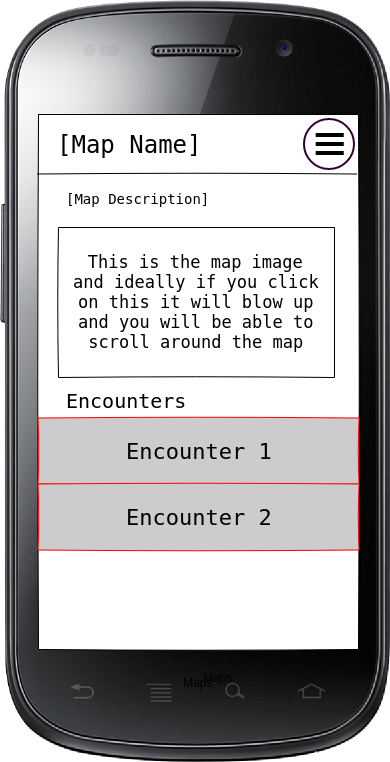 [Map Name]
[Map Description]
This is the map image
and ideally if you click
on this it will blow up
and you will be able to
scroll around the map
Encounters
Encounter 1
Encounter 2
Maps
Maps